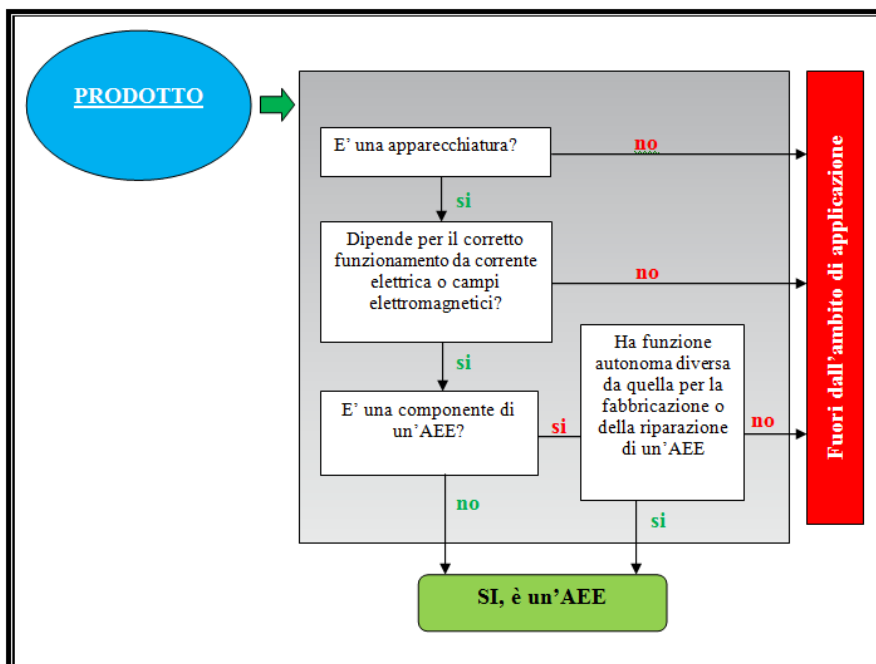 PRODOTTO
E’ una apparecchiatura?
no
si
Dipende per il corretto
funzionamento da corrente
elettrica o campi
elettromagnetici?
no
si
E’ una componente di
un’AEE?
si
Ha funzione
autonoma diversa
da quella per la
fabbricazione o
della riparazione
di un’AEE
no
no
si
SI, è un’AEE
Fuori dall’ambito di applicazione